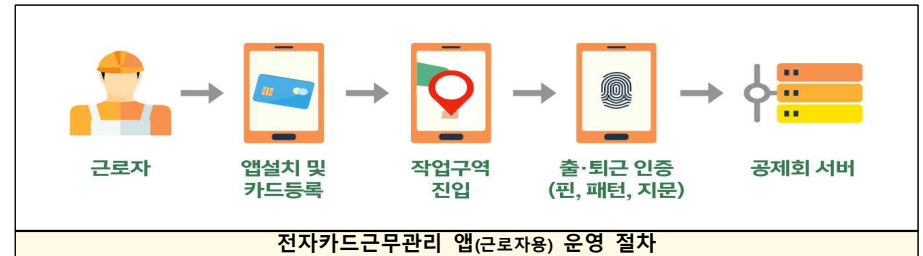 근로자
앱설치 및
카드등록
작업구역
진입
출·퇴근 인증
(핀, 패턴, 지문)
공제회 서버
전자카드근무관리 앱(근로자용) 운영 절차